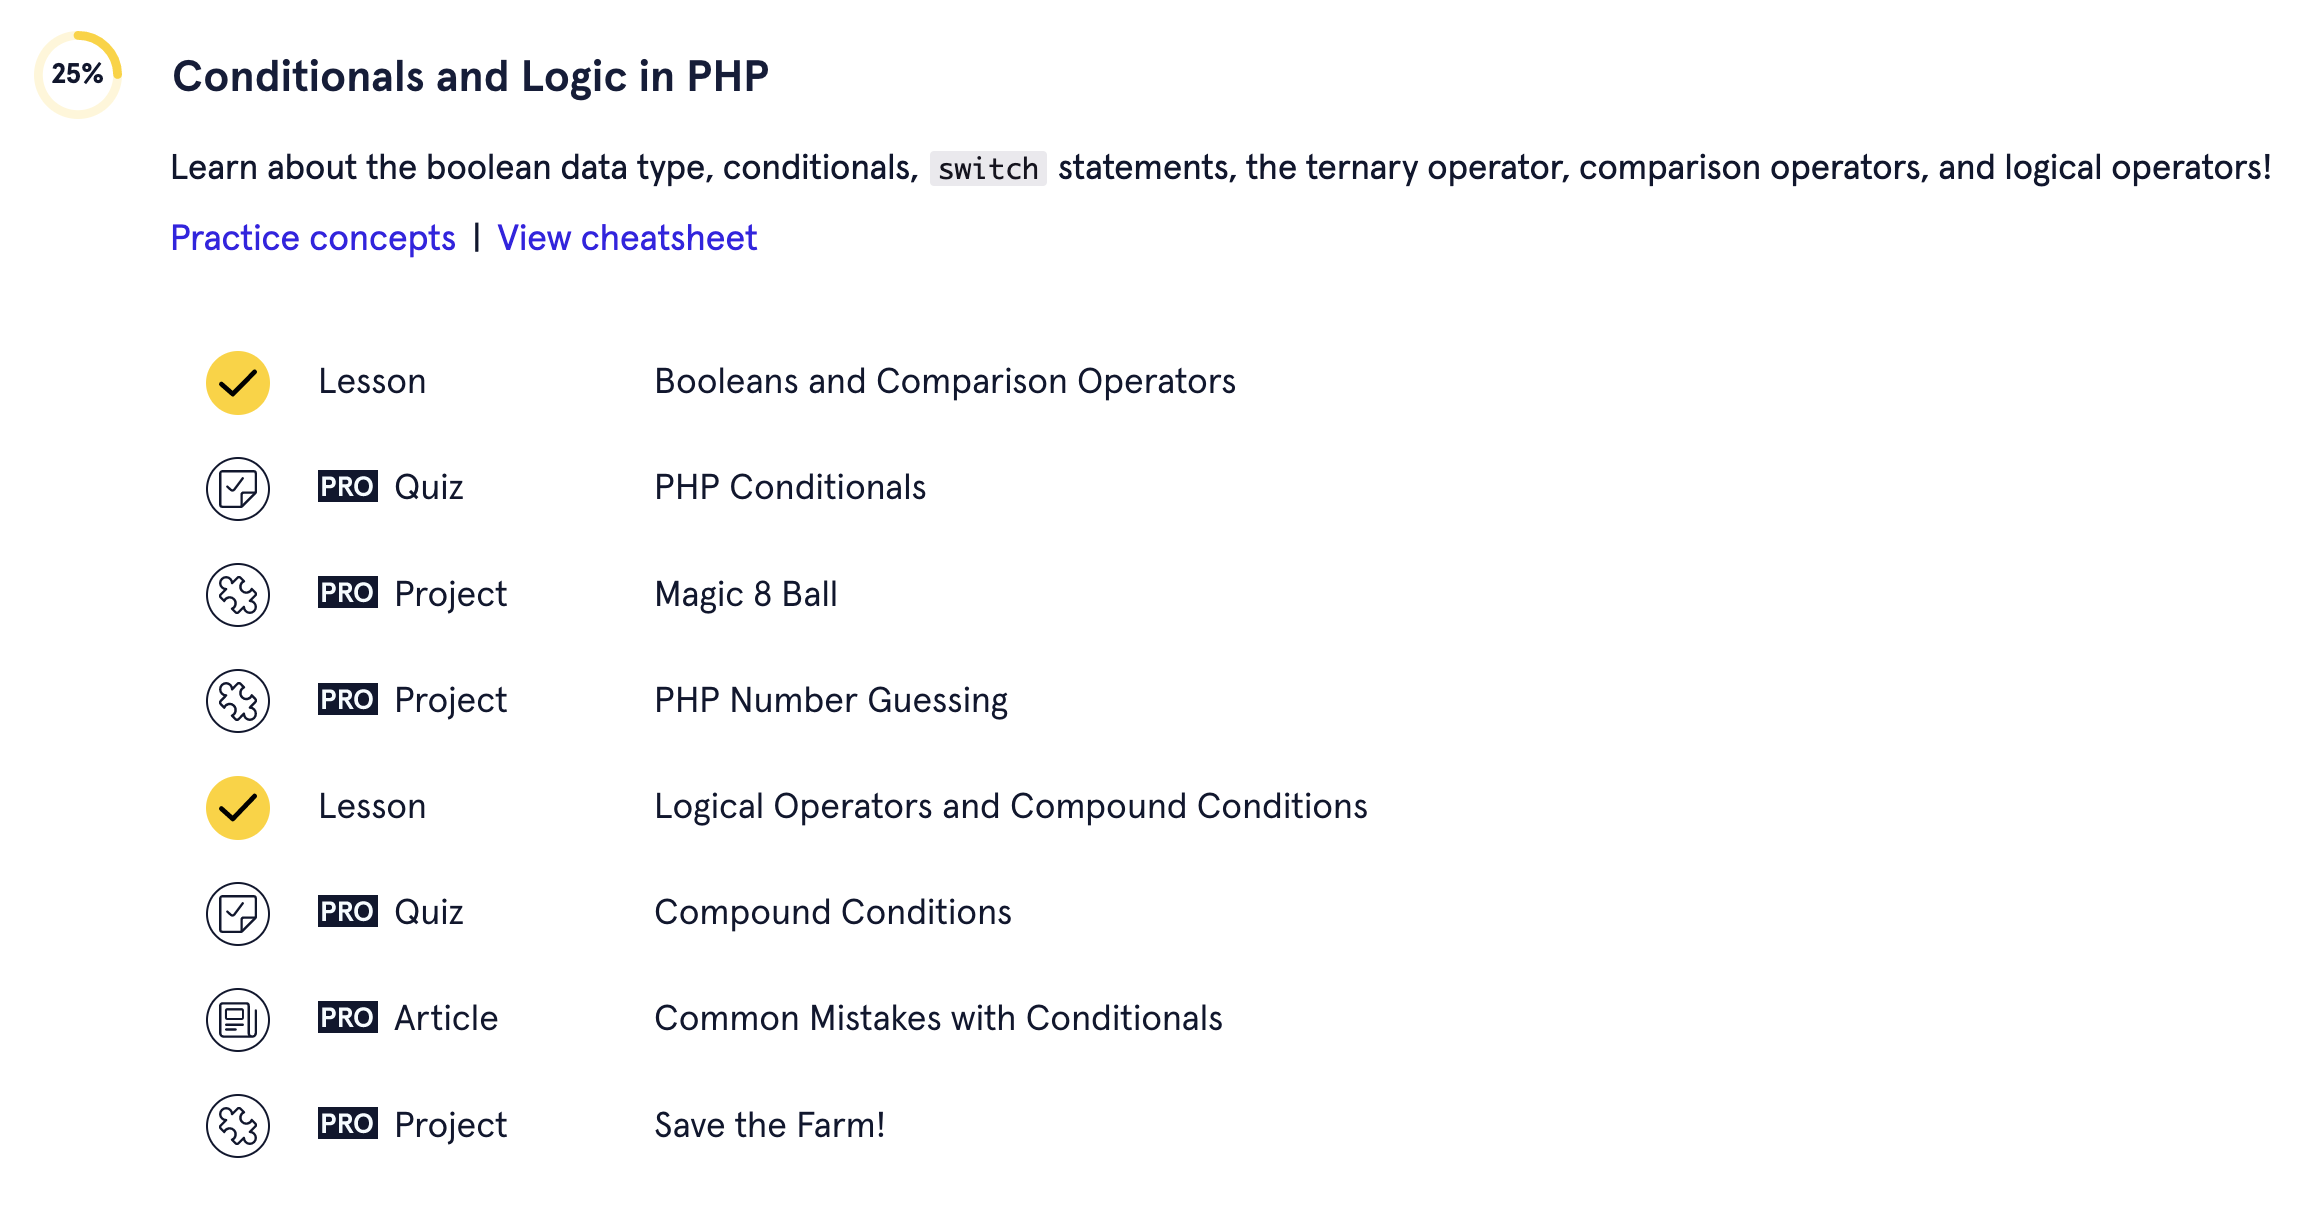 25%
Conditionals and Logic in PHP
Learn about the boolean data type, conditionals, switch statements, the ternary operator, comparison operators, and logical operators!
Practice concepts | View cheatsheet
Lesson Booleans and Comparison Operators
PRO Quiz PHP Conditionals
PRO Project Magic 8 Ball
PRO Project PHP Number Guessing
Lesson Logical Operators and Compound Conditions
PRO Quiz Compound Conditions
PRO Article Common Mistakes with Conditionals
PRO Project Save the Farm!